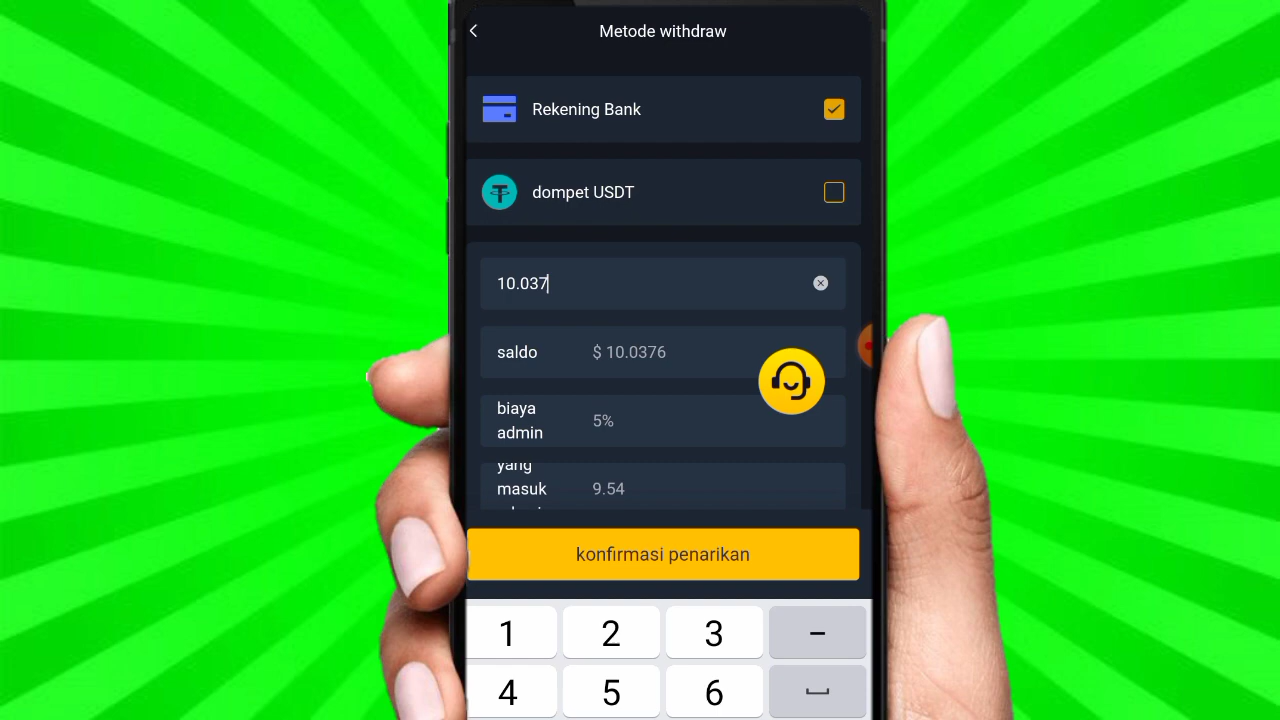 Metode withdraw
Rekening Bank
dompet USDT
10.037
saldo $ 10.0376
biaya
admin 5%
yang
masuk 9.54
konfirmasi penarikan
1 2 3 –
4 5 6